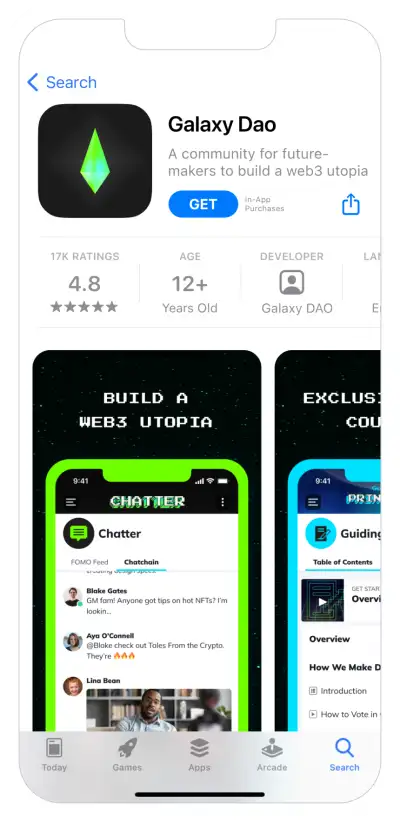 Search
Galaxy Dao
A community for future-
makers to build a web3 utopia
GET
In-App
Purchases
17K RATINGS
4.8
12+
AGE
Years Old
DEVELOPER
Galaxy DAO
LAN
E
BUILD A
WEB3 UTOPIA
9:41
CHATTER
Chatter
FOMO Feed
Chatchain
Blake Gates
GM fam! Anyone got tips on hot NFTs? I'm
lookin...
Aya O'Connell
@Blake check out Tales From the Crypto.
They're 🔥🔥🔥
Lina Bean
EXCLUSI
COU
9:41
PRIN
Guiding
Table of Contents
GET STAR
Overvi
Overview
How We Make D
Introduction
How to Vote in
Today
Games
Apps
Arcade
Search